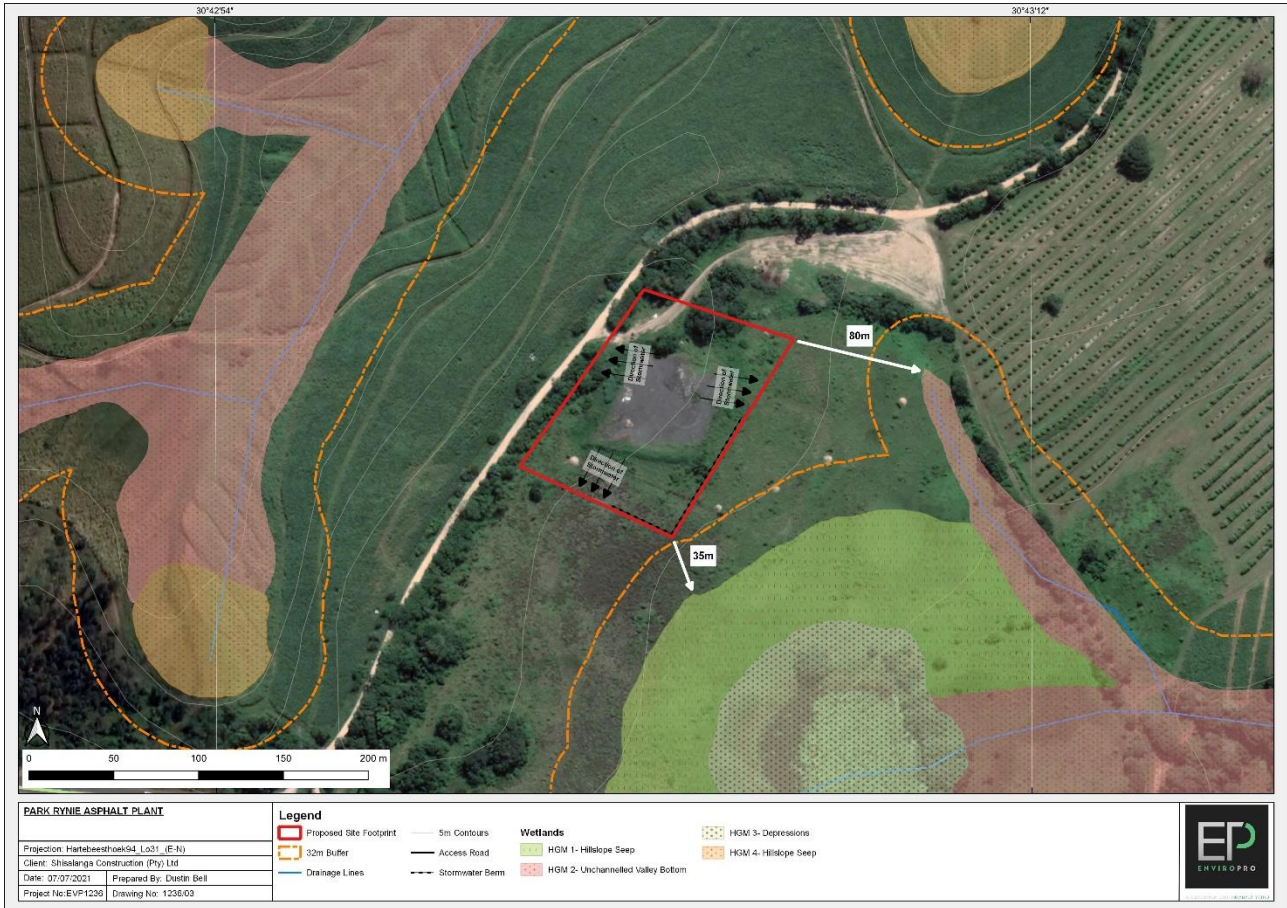 30°42'54"
30°43'12"
80m
Direction of
Stormwater
Direction of
Stormwater
Direction of
Stormwater
35m
N
0 50 100 150 200 m
PARK RYNIE ASPHALT PLANT
Projection: Hartebeesthoek94_Lo31_(E-N)
Client: Shisalanga Construction (Pty) Ltd
Date: 07/07/2021 Prepared By: Dustin Bell
Project No:EVP1236 Drawing No: 1236/03
Legend
Proposed Site Footprint
32m Buffer
Drainage Lines
5m Contours
Access Road
Stormwater Berm
Wetlands
HGM 1- Hillslope Seep
HGM 2- Unchannelled Valley Bottom
HGM 3- Depressions
HGM 4- Hillslope Seep
EP
ENVIROPRO